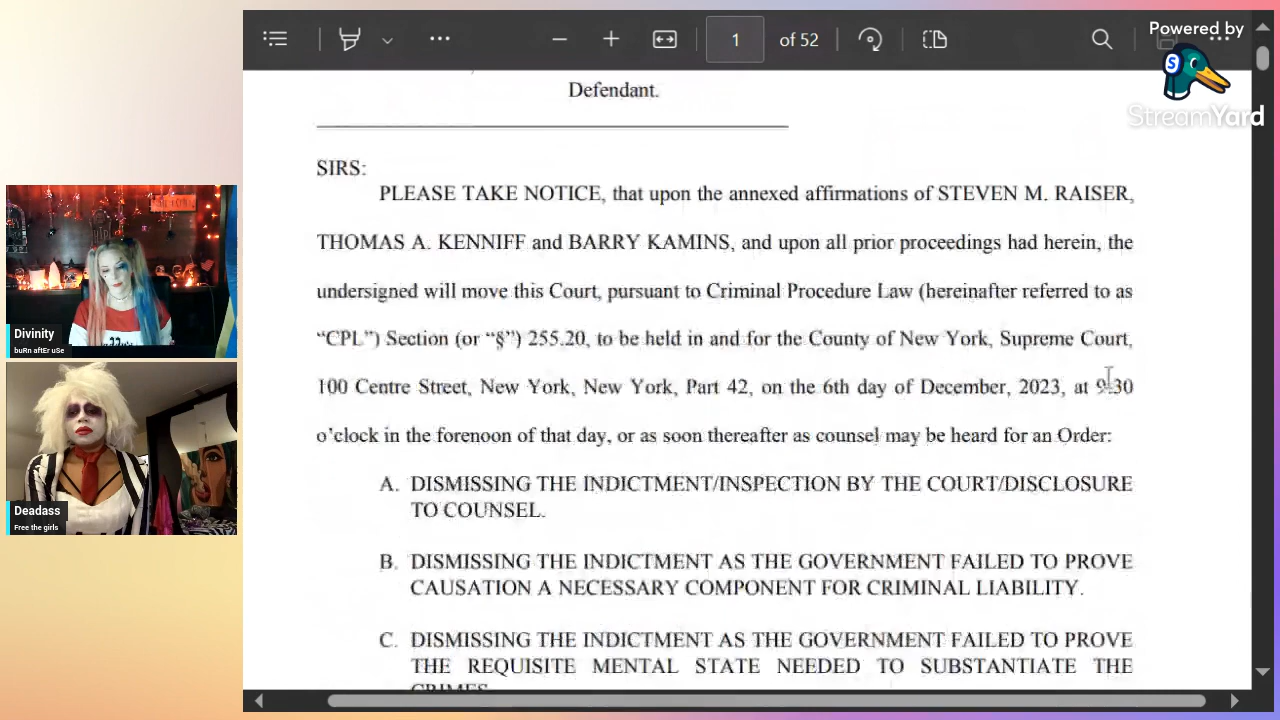 1 of 52
Powered by
StreamYard
Defendant.
SIRS:
PLEASE TAKE NOTICE, that upon the annexed affirmations of STEVEN M. RAISER,
THOMAS A. KENNIFF and BARRY KAMINS, and upon all prior proceedings had herein, the
undersigned will move this Court, pursuant to Criminal Procedure Law (hereinafter referred to as
“CPL”) Section (or “§”) 255.20, to be held in and for the County of New York, Supreme Court,
100 Centre Street, New York, New York, Part 42, on the 6th day of December, 2023, at 9:30
o’clock in the forenoon of that day, or as soon thereafter as counsel may be heard for an Order:
A. DISMISSING THE INDICTMENT/INSPECTION BY THE COURT/DISCLOSURE
TO COUNSEL.
B. DISMISSING THE INDICTMENT AS THE GOVERNMENT FAILED TO PROVE
CAUSATION A NECESSARY COMPONENT FOR CRIMINAL LIABILITY.
C. DISMISSING THE INDICTMENT AS THE GOVERNMENT FAILED TO PROVE
THE REQUISITE MENTAL STATE NEEDED TO SUBSTANTIATE THE
CRIMES
Divinity
buRn aftEr uSe
Deadass
Free the girls